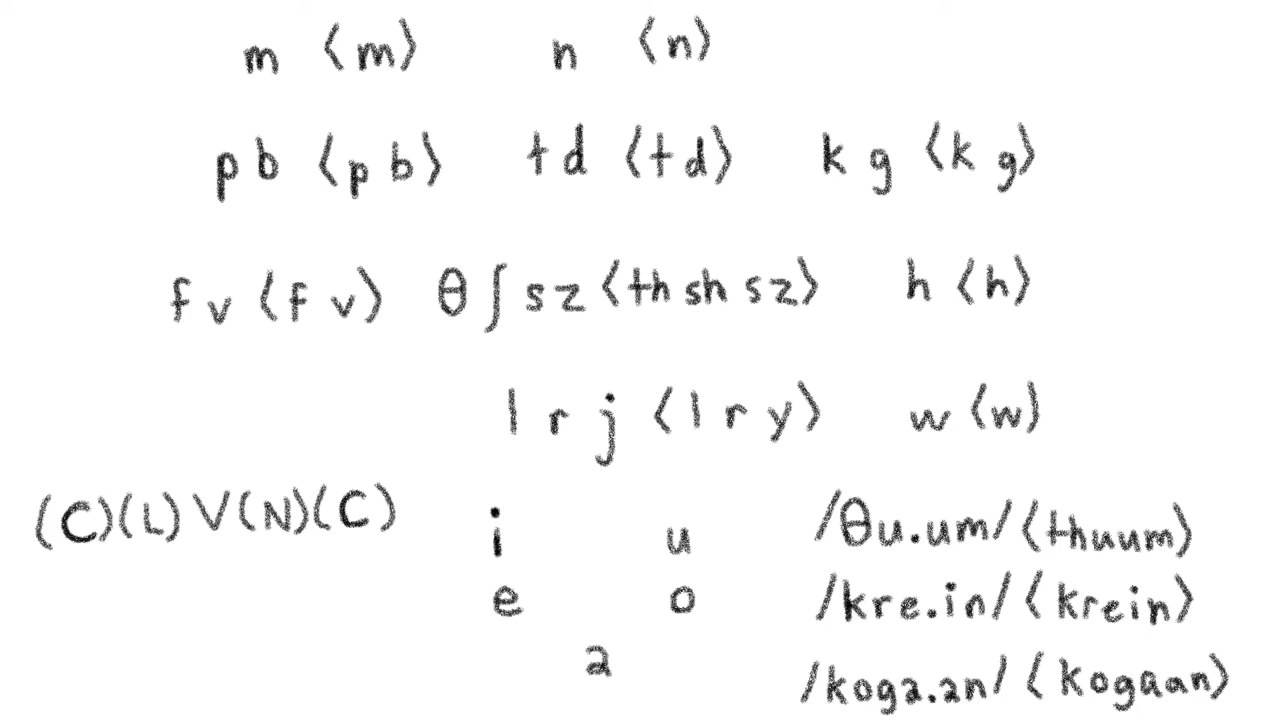 m ⟨m⟩ n ⟨n⟩
p b ⟨p b⟩ t d ⟨t d⟩ k g ⟨k g⟩
f v ⟨f v⟩ θ ʃ s z ⟨th sh s z⟩ h ⟨h⟩
l r j ⟨l r y⟩ w ⟨w⟩
(C)(L)V(N)(C) i u /θu.um/ ⟨thuum⟩
e o /kre.in/ ⟨krein⟩
a /koga.an/ ⟨kogaan⟩